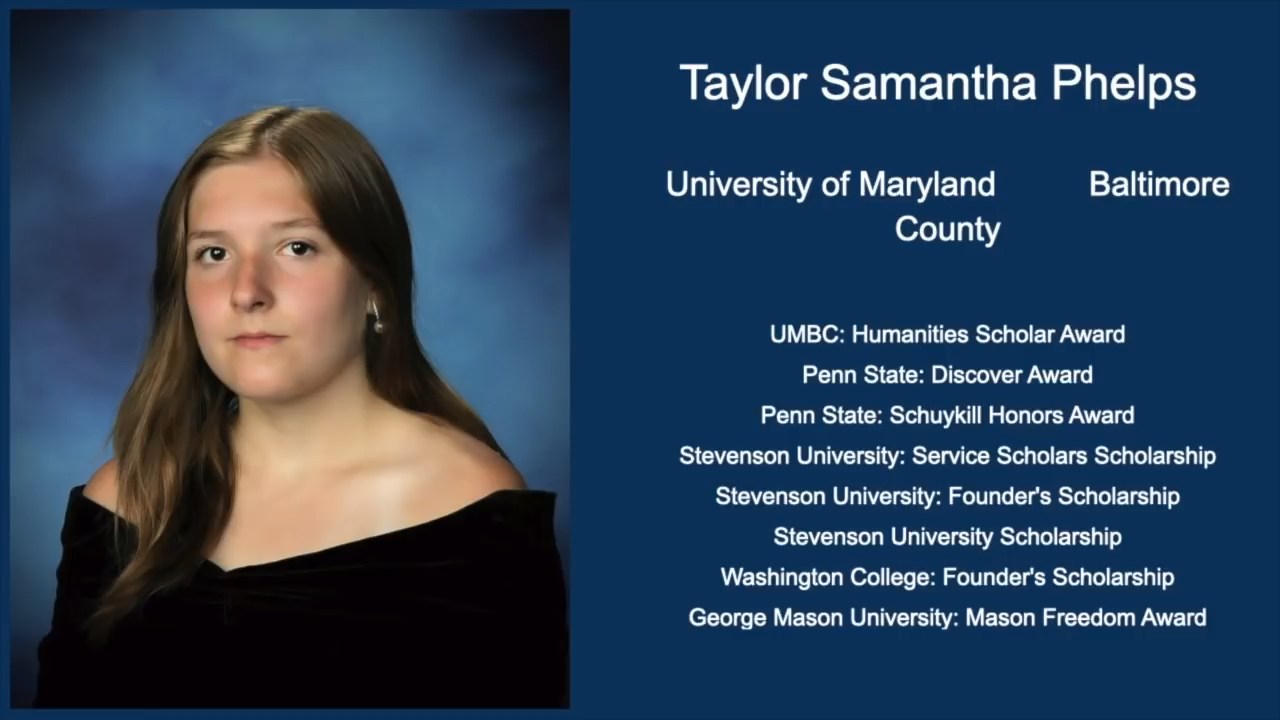 Taylor Samantha Phelps
University of Maryland Baltimore
County
UMBC: Humanities Scholar Award
Penn State: Discover Award
Penn State: Schuykill Honors Award
Stevenson University: Service Scholars Scholarship
Stevenson University: Founder's Scholarship
Stevenson University Scholarship
Washington College: Founder's Scholarship
George Mason University: Mason Freedom Award